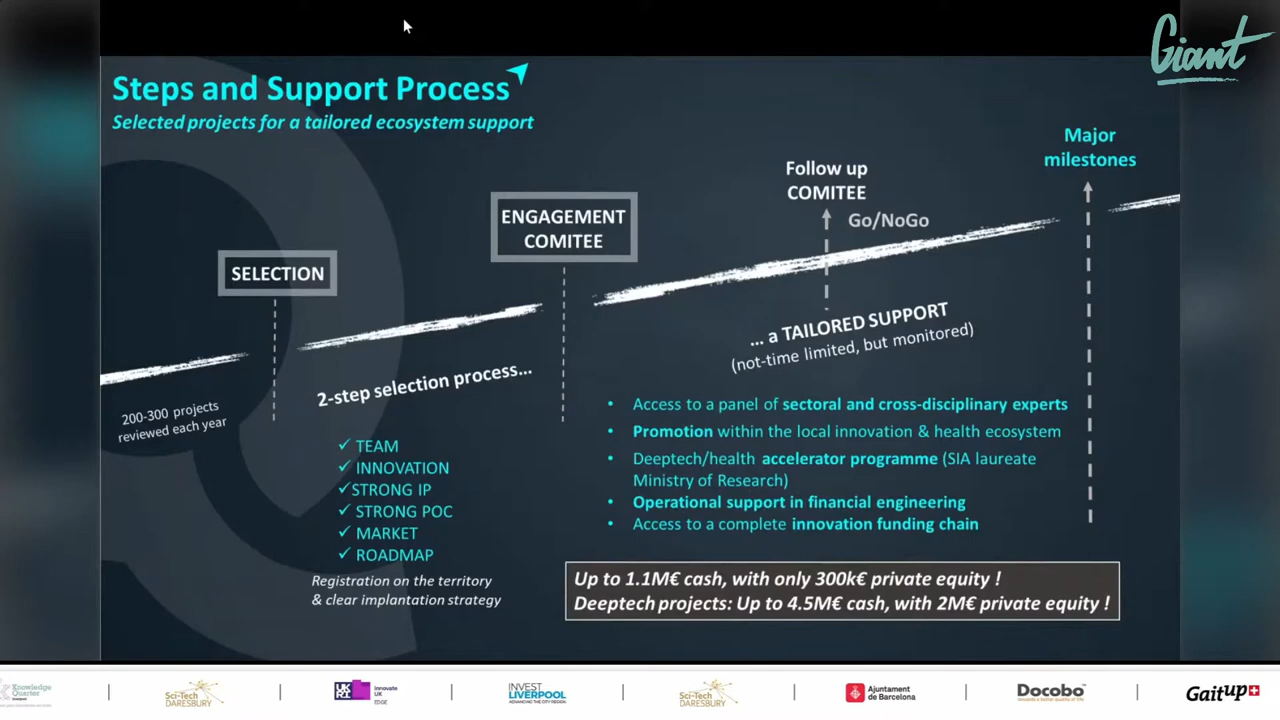 Giant
Steps and Support Process
Selected projects for a tailored ecosystem support
Major
milestones
Follow up
COMITEE
Go/NoGo
ENGAGEMENT
COMITEE
SELECTION
... a TAILORED SUPPORT
(not-time limited, but monitored)
2-step selection process...
200-300 projects
reviewed each year
TEAM
INNOVATION
STRONG IP
STRONG POC
MARKET
ROADMAP
Registration on the territory
& clear implantation strategy
• Access to a panel of sectoral and cross-disciplinary experts
• Promotion within the local innovation & health ecosystem
• Deeptech/health accelerator programme (SIA laureate
Ministry of Research)
• Operational support in financial engineering
• Access to a complete innovation funding chain
Up to 1.1M€ cash, with only 300k€ private equity !
Deeptech projects: Up to 4.5M€ cash, with 2M€ private equity !
Knowledge
Quarter
Sci-Tech
DARESBURY
UKRI
Innovate
UK
EDGE
INVEST
LIVERPOOL
ADVANCING THE CITY REGION
Sci-Tech
DARESBURY
Ajuntament
de Barcelona
Docobo
Gaitup